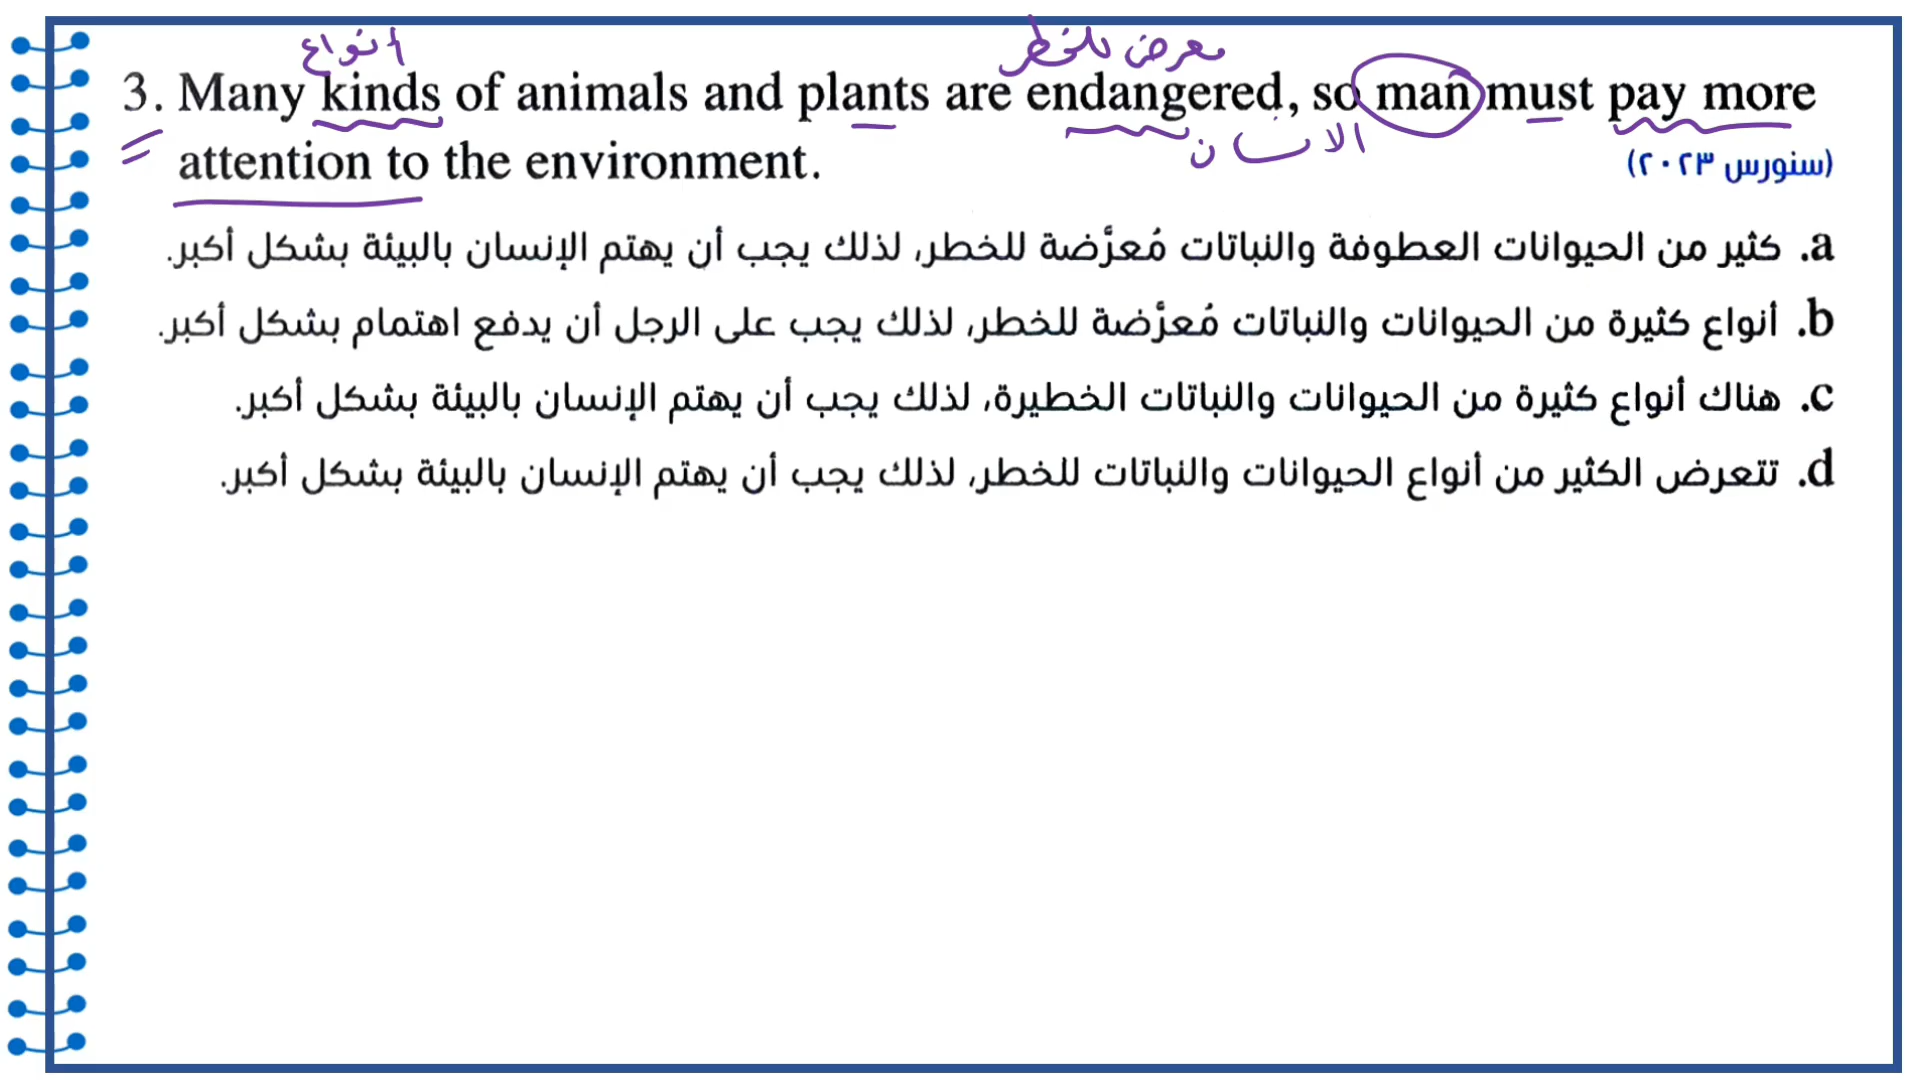 أنواع معرض للخطر
3. Many kinds of animals and plants are endangered, so man must pay more
الانسان
attention to the environment. (سنورس ٢٠٢٣)
a. كثير من الحيوانات العطوفة والنباتات مُعرَّضة للخطر، لذلك يجب أن يهتم الإنسان بالبيئة بشكل أكبر.
b. أنواع كثيرة من الحيوانات والنباتات مُعرَّضة للخطر، لذلك يجب على الرجل أن يدفع اهتمام بشكل أكبر.
c. هناك أنواع كثيرة من الحيوانات والنباتات الخطيرة، لذلك يجب أن يهتم الإنسان بالبيئة بشكل أكبر.
d. تتعرض الكثير من أنواع الحيوانات والنباتات للخطر، لذلك يجب أن يهتم الإنسان بالبيئة بشكل أكبر.